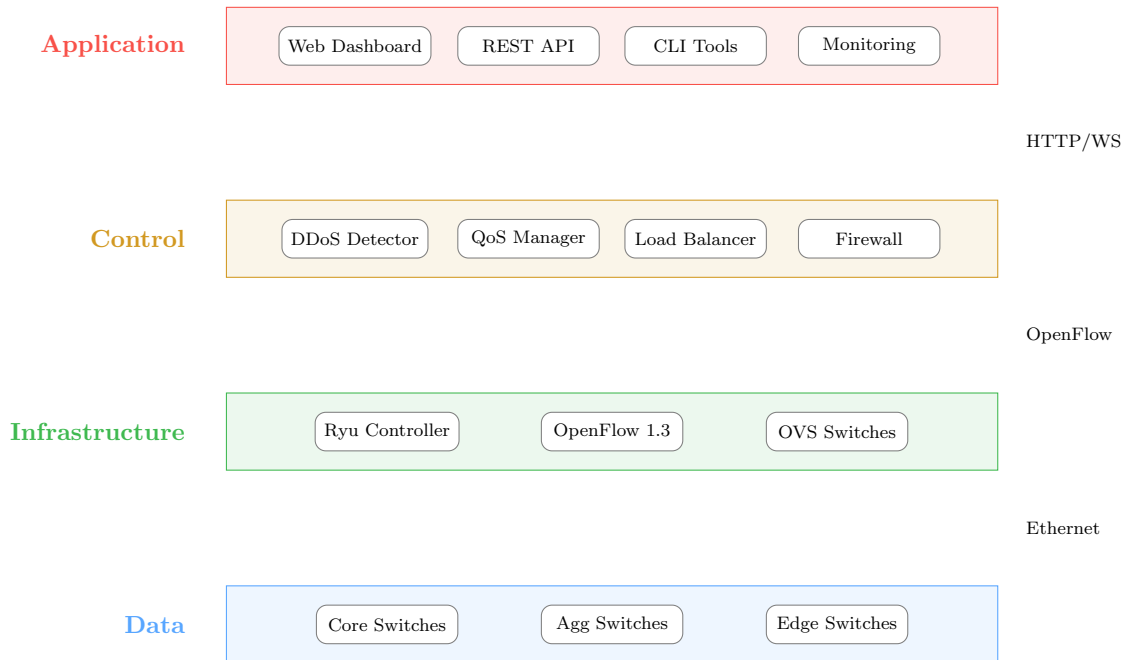 Application
Web Dashboard
REST API
CLI Tools
Monitoring
HTTP/WS
Control
DDoS Detector
QoS Manager
Load Balancer
Firewall
OpenFlow
Infrastructure
Ryu Controller
OpenFlow 1.3
OVS Switches
Ethernet
Data
Core Switches
Agg Switches
Edge Switches